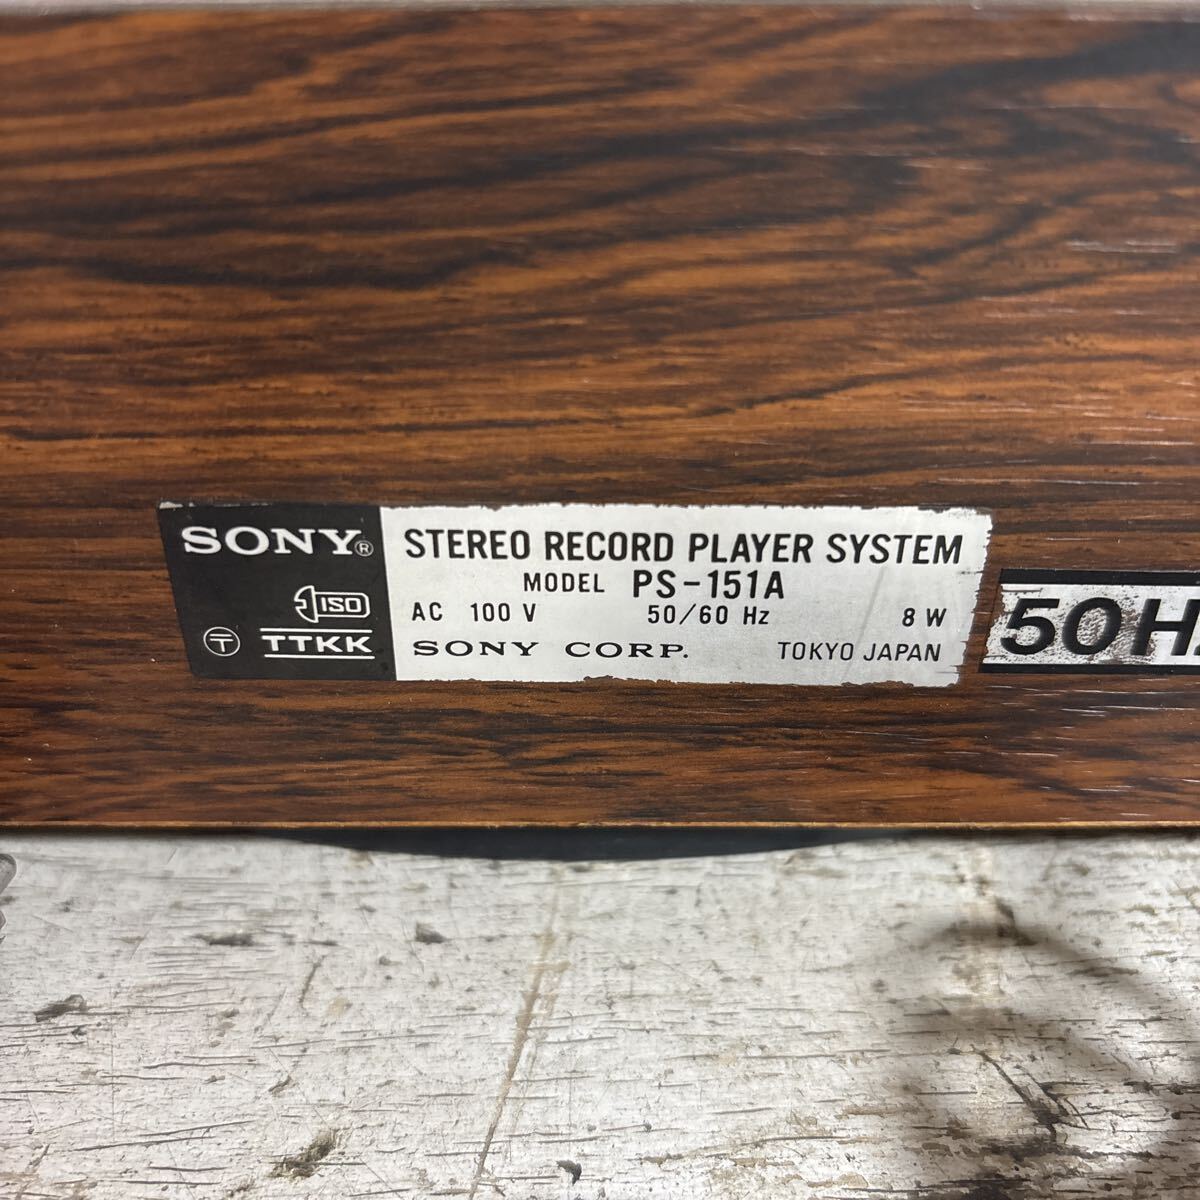 SONY®
ISO
〒 TTKK
STEREO RECORD PLAYER SYSTEM
MODEL PS-151A
AC 100 V 50/60 Hz 8 W
SONY CORP. TOKYO JAPAN
50H